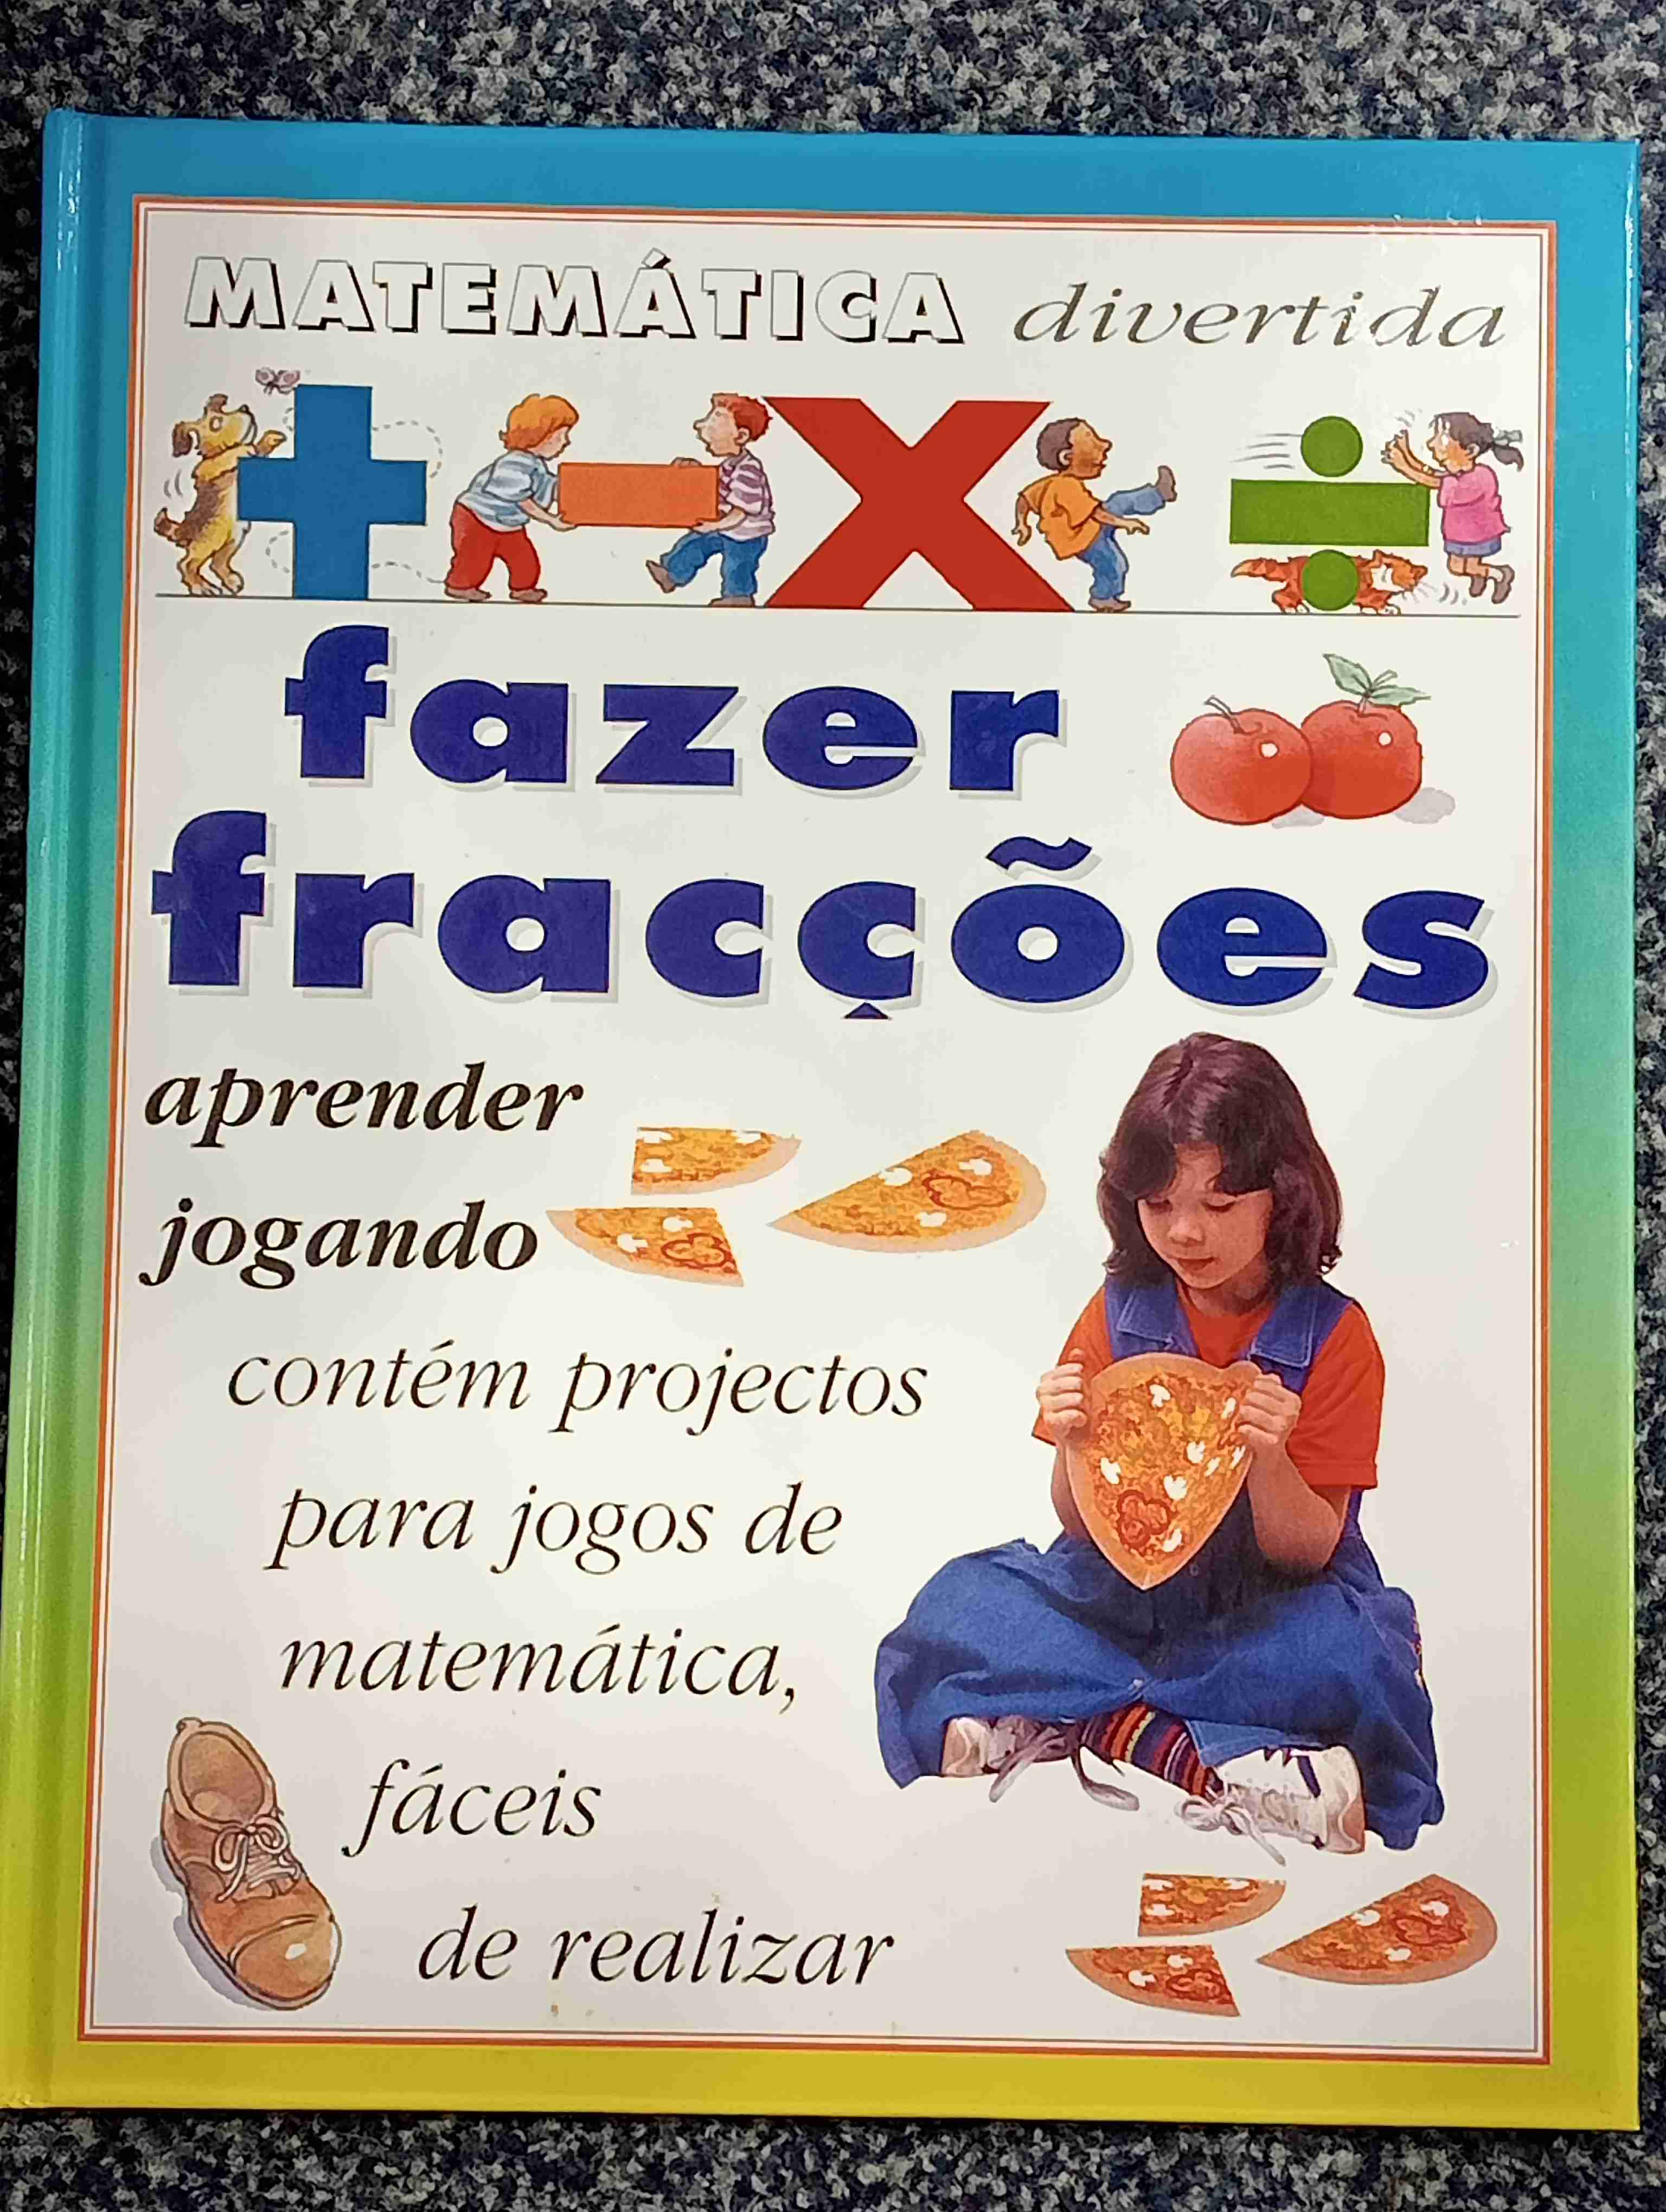 MATEMÁTICA divertida
+ - x ÷
fazer
fracções
aprender
jogando
contém projectos
para jogos de
matemática,
fáceis
de realizar